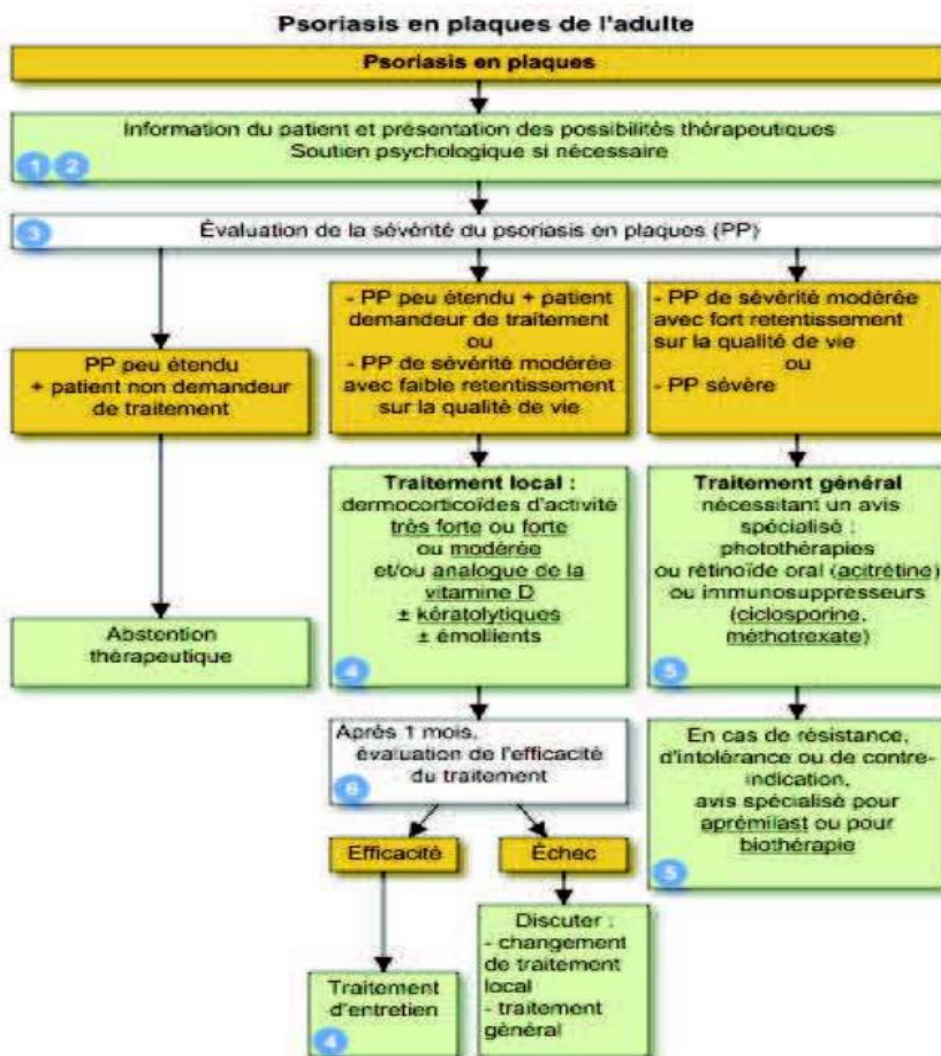 Psoriasis en plaques de l'adulte
Psoriasis en plaques
Information du patient et présentation des possibilités thérapeutiques
Soutien psychologique si nécessaire
1 2
3
Évaluation de la sévérité du psoriasis en plaques (PP)
PP peu étendu
+ patient non demandeur
de traitement
- PP peu étendu + patient
demandeur de traitement
ou
- PP de sévérité modérée
avec faible retentissement
sur la qualité de vie
- PP de sévérité modérée
avec fort retentissement
sur la qualité de vie
ou
- PP sévère
Abstention
thérapeutique
Traitement local :
dermocorticoïdes d'activité
très forte ou forte
ou modérée
et/ou analogue de la
vitamine D
± kératolytiques
± émollients
4
Traitement général
nécessitant un avis
spécialisé :
photothérapies
ou rétinoïde oral (acitrétine)
ou immunosuppresseurs
(ciclosporine,
méthotrexate)
5
Après 1 mois,
évaluation de l'efficacité
du traitement
6
En cas de résistance,
d'intolérance ou de contre-
indication,
avis spécialisé pour
aprémilast ou pour
biothérapie
5
Efficacité
Échec
Traitement
d'entretien
4
Discuter :
- changement
de traitement
local
- traitement
général